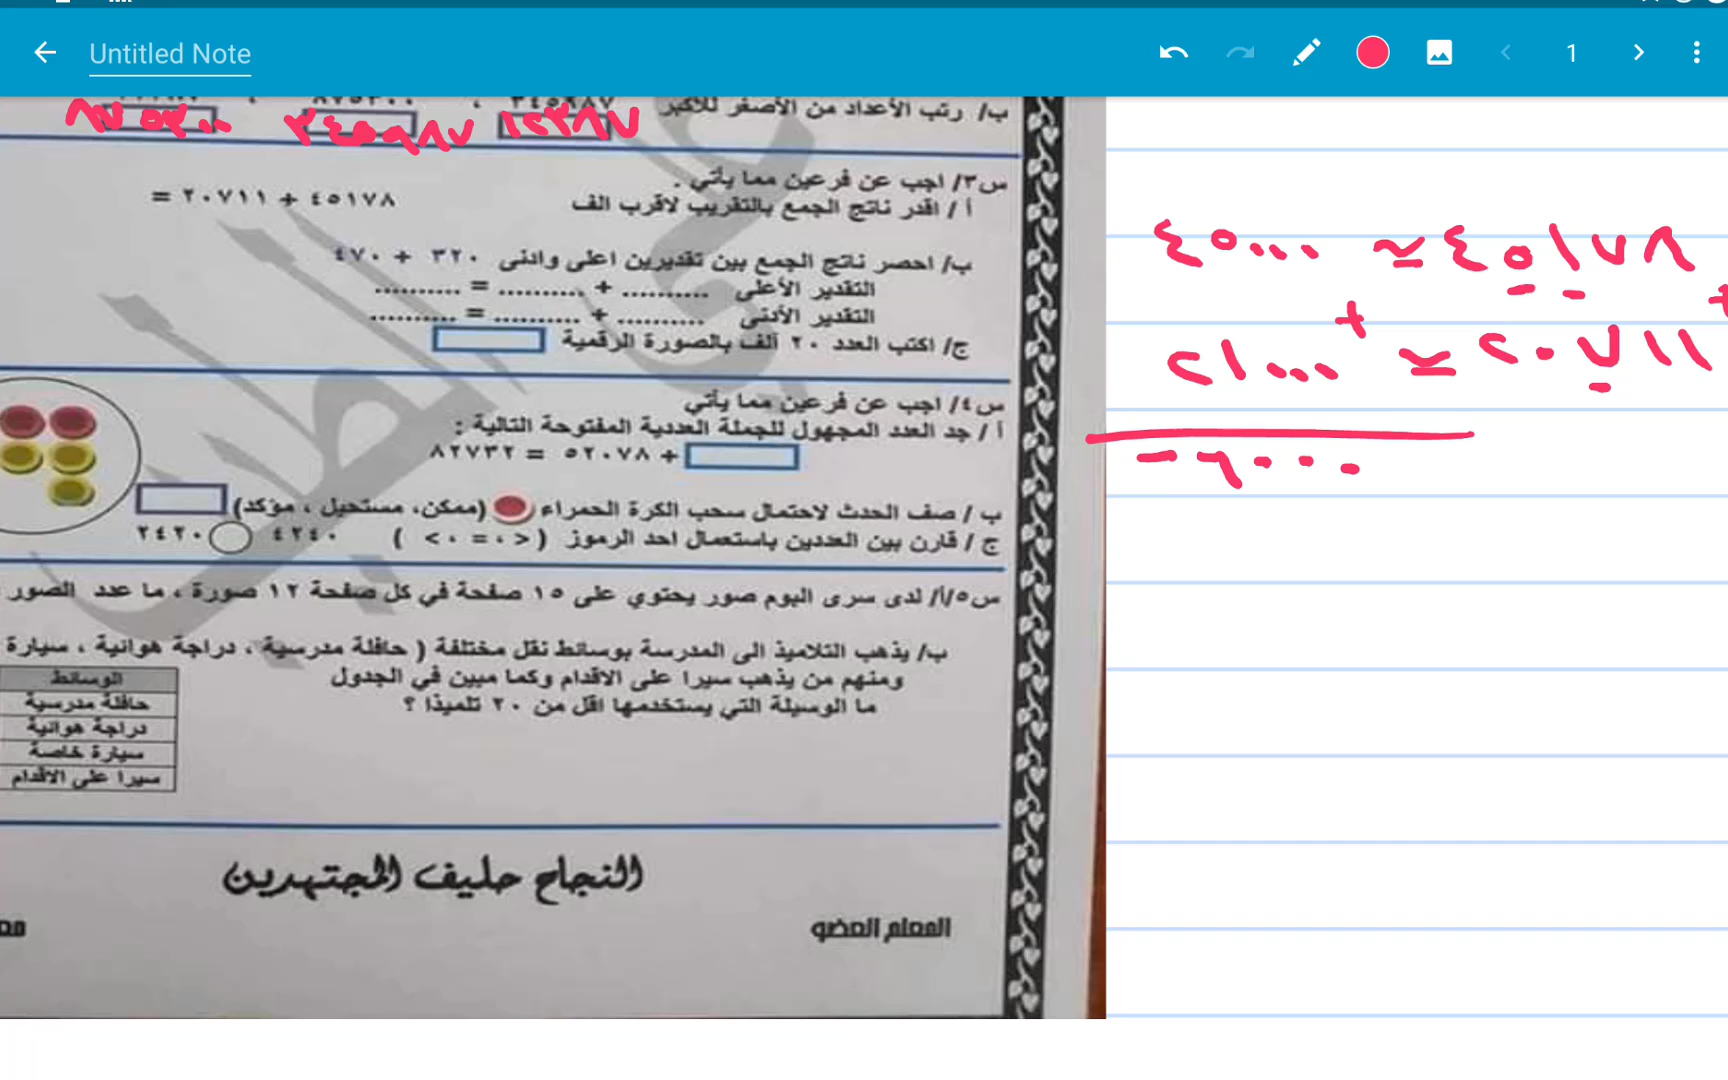 Untitled Note
1
ب/ رتب الأعداد من الأصغر للأكبر ٣٤٥٩٨٧ ،
٣٤٥٩٨٧
س٣/ اجب عن فرعين مما يأتي .
أ / اقدر ناتج الجمع بالتقريب لاقرب الف ٤٥١٧٨ + ٢٠٧١١ =
ب/ احصر ناتج الجمع بين تقديرين اعلى وادنى ٣٢٠ + ٤٧٠
التقدير الأعلى .......... + .......... = ..........
التقدير الأدنى .......... + .......... = ..........
ج/ اكتب العدد ٢٠ ألف بالصورة الرقمية
س٤/ اجب عن فرعين مما يأتي
أ / جد العدد المجهول للجملة العددية المفتوحة التالية :
+ ٥٢٠٧٨ = ٨٢٧٣٢
ب / صف الحدث لاحتمال سحب الكرة الحمراء (ممكن، مستحيل ، مؤكد)
ج / قارن بين العددين باستعمال احد الرموز ( > ، = ، < ) ٤٢٤٠ ٢٤٢٠
س٥/أ/ لدى سرى البوم صور يحتوي على ١٥ صفحة في كل صفحة ١٢ صورة ، ما عدد الصور
ب/ يذهب التلاميذ الى المدرسة بوسائط نقل مختلفة ( حافلة مدرسية ، دراجة هوائية ، سيارة
ومنهم من يذهب سيرا على الاقدام وكما مبين في الجدول
ما الوسيلة التي يستخدمها اقل من ٢٠ تلميذا ؟
الوسائط
حافلة مدرسية
دراجة هوائية
سيارة خاصة
سيرا على الاقدام
النجاح حليف المجتهدين
المعلم العضو
٤٥٠٠٠ ≃ ٤٥١٧٨
+
٢١٠٠٠ ≃ ٢٠٧١١
+